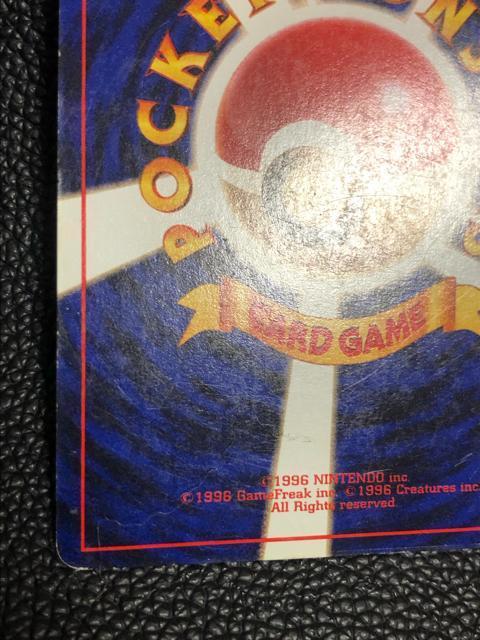 POCKET MONS
CARD GAME
©1996 NINTENDO inc.
©1996 GameFreak inc. ©1996 Creatures inc.
All Rights reserved.